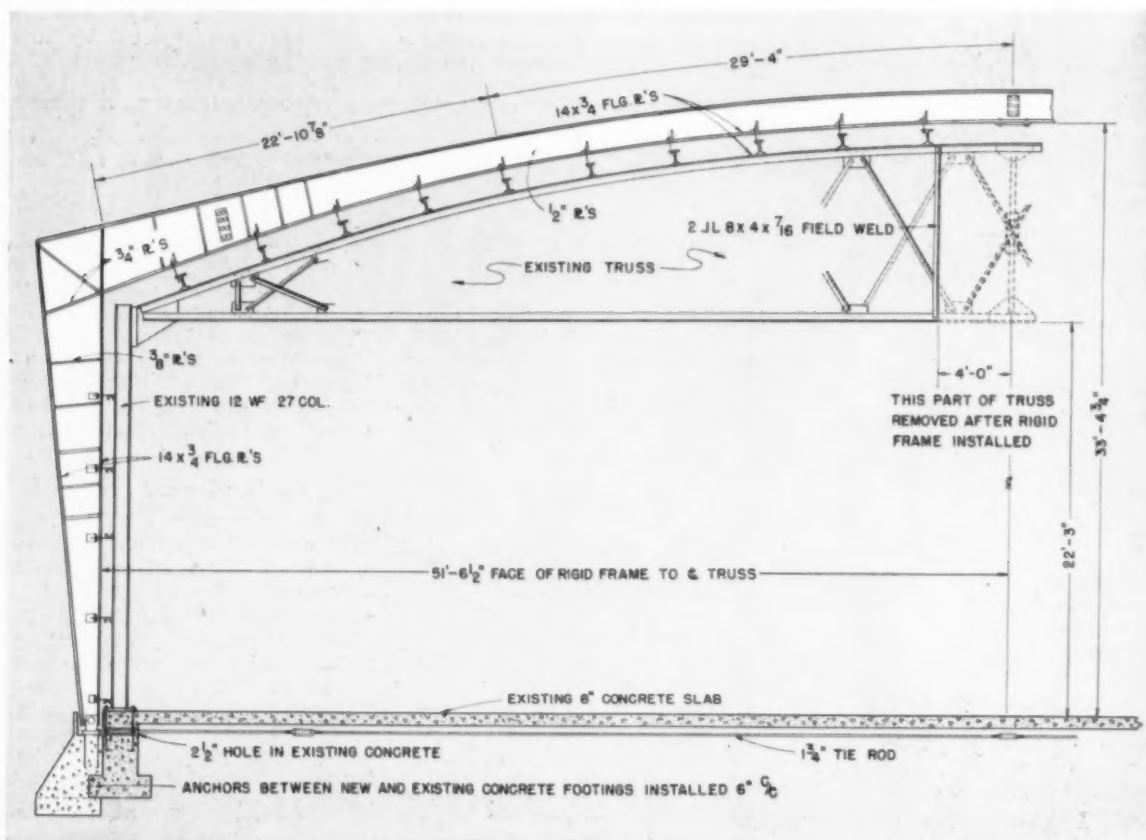 29'-4"
14 x 3/4 FLG. ℞'S
22'-10 7/8"
1/2" ℞'S
3/4" ℞'S
2 ⅃L 8 x 4 x 7/16 FIELD WELD
EXISTING TRUSS
3/8" ℞'S
EXISTING 12 WF 27 COL.
4'-0"
THIS PART OF TRUSS
REMOVED AFTER RIGID
FRAME INSTALLED
33'-4 3/4"
14 x 3/4 FLG. ℞'S
22'-3"
51'-6 1/2" FACE OF RIGID FRAME TO ℄ TRUSS
EXISTING 6" CONCRETE SLAB
2 1/2" HOLE IN EXISTING CONCRETE
1 3/4" TIE ROD
ANCHORS BETWEEN NEW AND EXISTING CONCRETE FOOTINGS INSTALLED 6" C/C